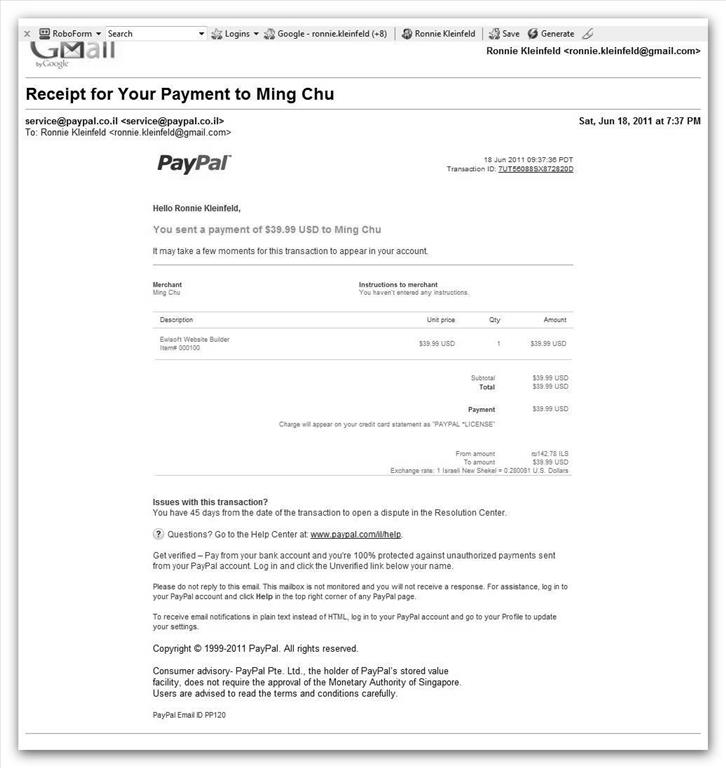 RoboForm Search Logins Google - ronnie.kleinfeld (+8) Ronnie Kleinfeld Save Generate
GMail
by Google
Ronnie Kleinfeld <ronnie.kleinfeld@gmail.com>
Receipt for Your Payment to Ming Chu
service@paypal.co.il <service@paypal.co.il> Sat, Jun 18, 2011 at 7:37 PM
To: Ronnie Kleinfeld <ronnie.kleinfeld@gmail.com>
PayPal
18 Jun 2011 09:37:36 PDT
Transaction ID: 7UT56088SX872820D
Hello Ronnie Kleinfeld,
You sent a payment of $39.99 USD to Ming Chu
It may take a few moments for this transaction to appear in your account.
Merchant Instructions to merchant
Ming Chu You haven't entered any instructions.
Description Unit price Qty Amount
Ewisoft Website Builder
Item# 000100 $39.99 USD 1 $39.99 USD
Subtotal $39.99 USD
Total $39.99 USD
Payment $39.99 USD
Charge will appear on your credit card statement as "PAYPAL *LICENSE"
From amount ₪142.78 ILS
To amount $39.99 USD
Exchange rate: 1 Israeli New Shekel = 0.280081 U.S. Dollars
Issues with this transaction?
You have 45 days from the date of the transaction to open a dispute in the Resolution Center.
? Questions? Go to the Help Center at: www.paypal.com/il/help.
Get verified – Pay from your bank account and you're 100% protected against unauthorized payments sent
from your PayPal account. Log in and click the Unverified link below your name.
Please do not reply to this email. This mailbox is not monitored and you will not receive a response. For assistance, log in to
your PayPal account and click Help in the top right corner of any PayPal page.
To receive email notifications in plain text instead of HTML, log in to your PayPal account and go to your Profile to update
your settings.
Copyright © 1999-2011 PayPal. All rights reserved.
Consumer advisory- PayPal Pte. Ltd., the holder of PayPal's stored value
facility, does not require the approval of the Monetary Authority of Singapore.
Users are advised to read the terms and conditions carefully.
PayPal Email ID PP120